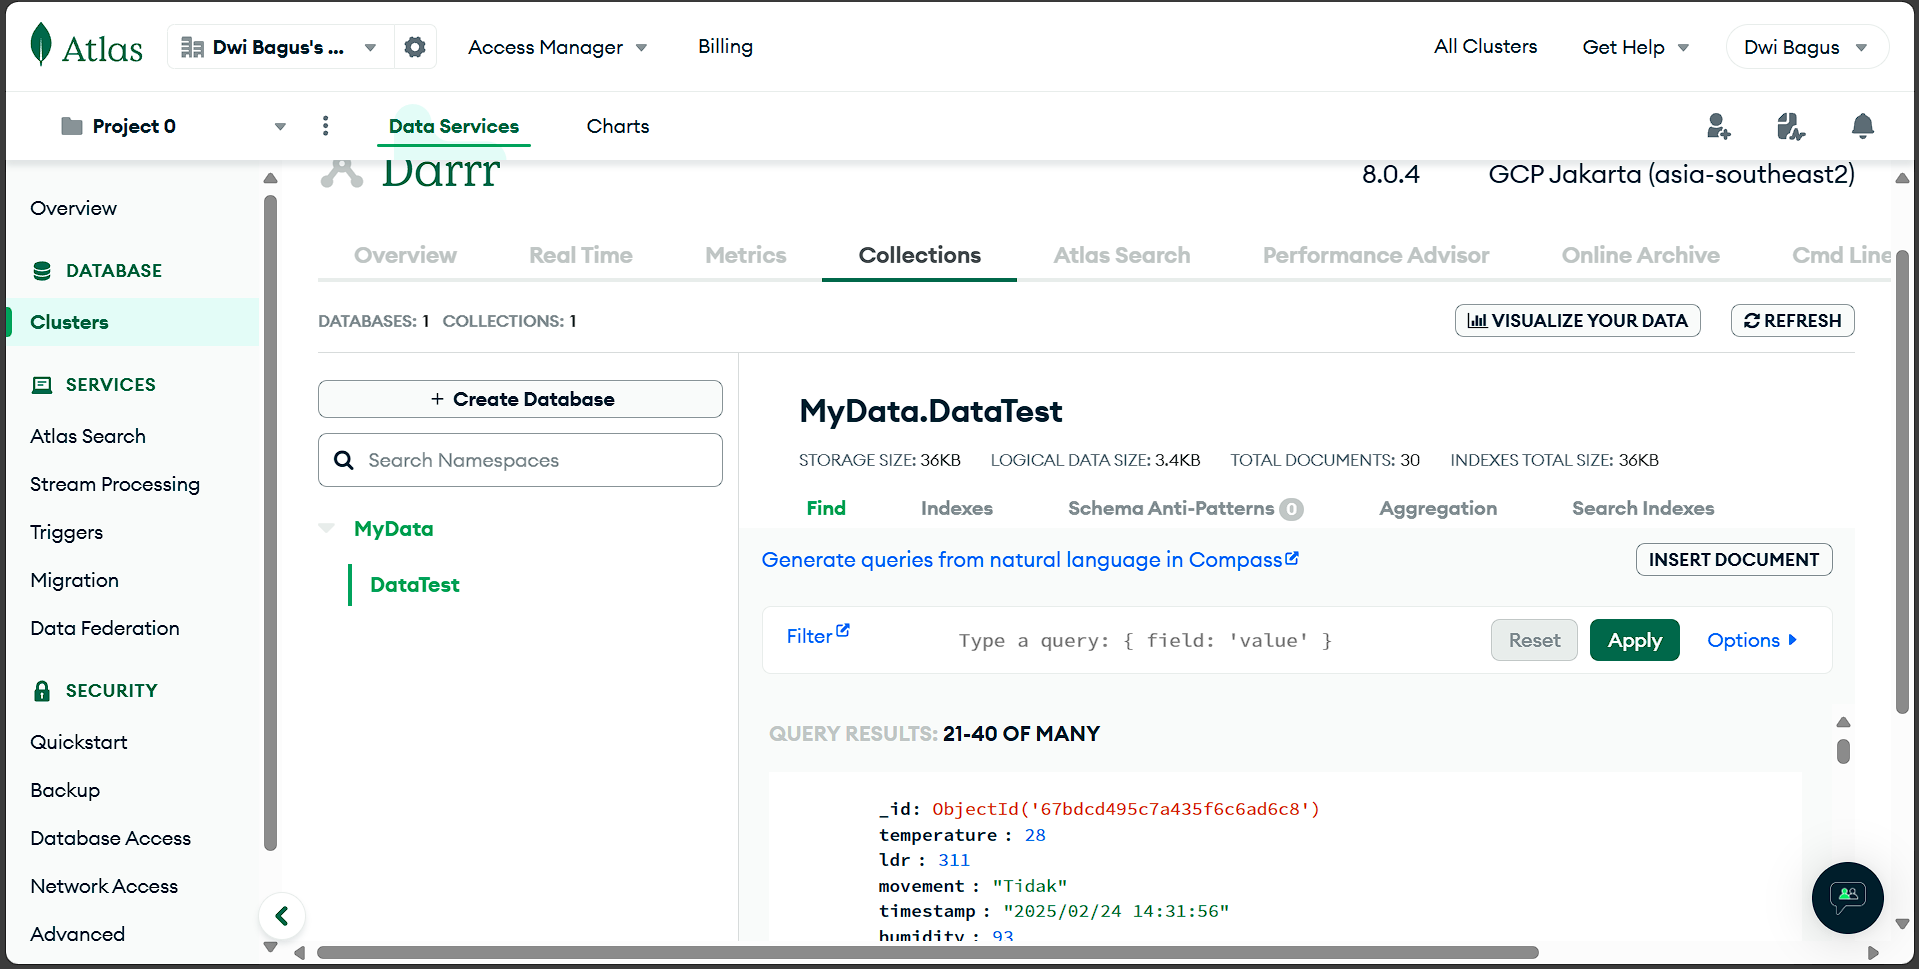 Atlas
Dwi Bagus's ...
Access Manager
Billing
All Clusters
Get Help
Dwi Bagus
Project 0
Data Services
Charts
Darrr
8.0.4
GCP Jakarta (asia-southeast2)
Overview
DATABASE
Clusters
SERVICES
Atlas Search
Stream Processing
Triggers
Migration
Data Federation
SECURITY
Quickstart
Backup
Database Access
Network Access
Advanced
Overview
Real Time
Metrics
Collections
Atlas Search
Performance Advisor
Online Archive
Cmd Line
DATABASES: 1 COLLECTIONS: 1
VISUALIZE YOUR DATA
REFRESH
+ Create Database
Search Namespaces
MyData
DataTest
MyData.DataTest
STORAGE SIZE: 36KB LOGICAL DATA SIZE: 3.4KB TOTAL DOCUMENTS: 30 INDEXES TOTAL SIZE: 36KB
Find
Indexes
Schema Anti-Patterns 0
Aggregation
Search Indexes
Generate queries from natural language in Compass
INSERT DOCUMENT
Filter
Type a query: { field: 'value' }
Reset
Apply
Options
QUERY RESULTS: 21-40 OF MANY
_id: ObjectId('67bdcd495c7a435f6c6ad6c8')
temperature : 28
ldr : 311
movement : "Tidak"
timestamp : "2025/02/24 14:31:56"
humidity : 93